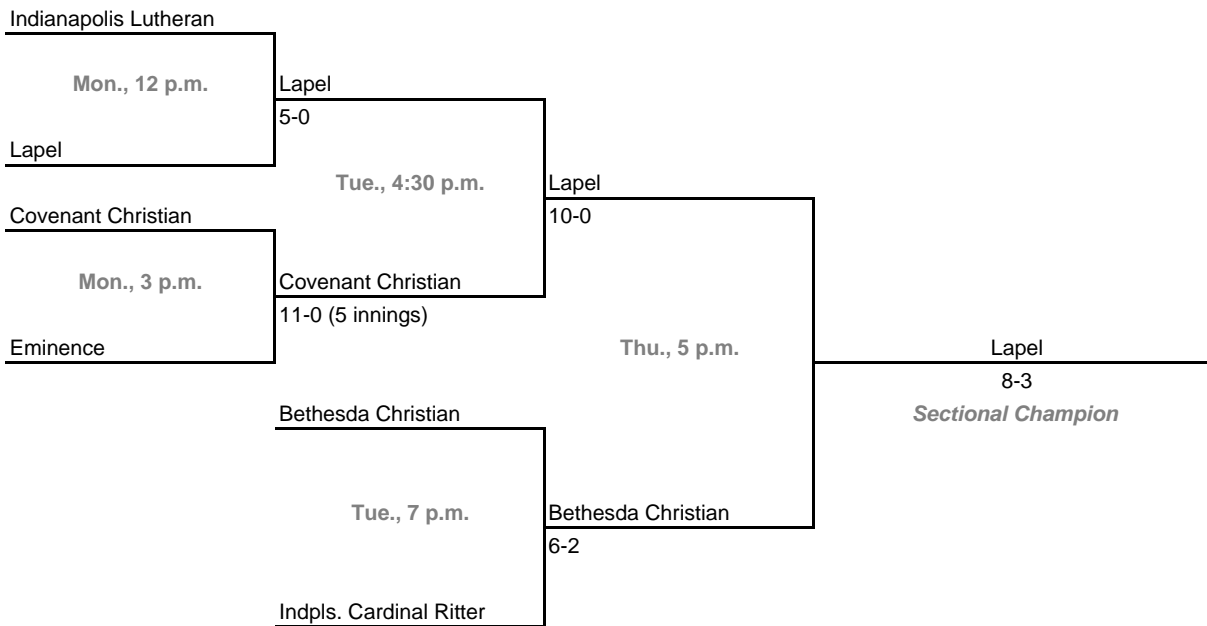 Indianapolis Lutheran
Mon., 12 p.m.
Lapel
5-0
Lapel
Tue., 4:30 p.m.
Lapel
Covenant Christian
10-0
Mon., 3 p.m.
Covenant Christian
11-0 (5 innings)
Eminence
Thu., 5 p.m.
Lapel
8-3
Bethesda Christian
Sectional Champion
Tue., 7 p.m.
Bethesda Christian
6-2
Indpls. Cardinal Ritter